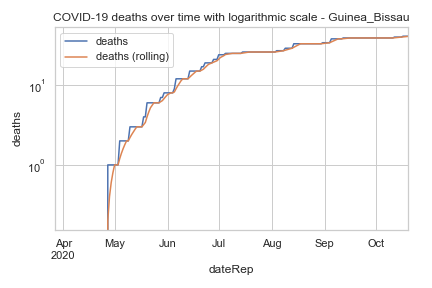 COVID-19 deaths over time with logarithmic scale - Guinea_Bissau
deaths
deaths (rolling)
10¹
10⁰
deaths
Apr May Jun Jul Aug Sep Oct
2020
dateRep